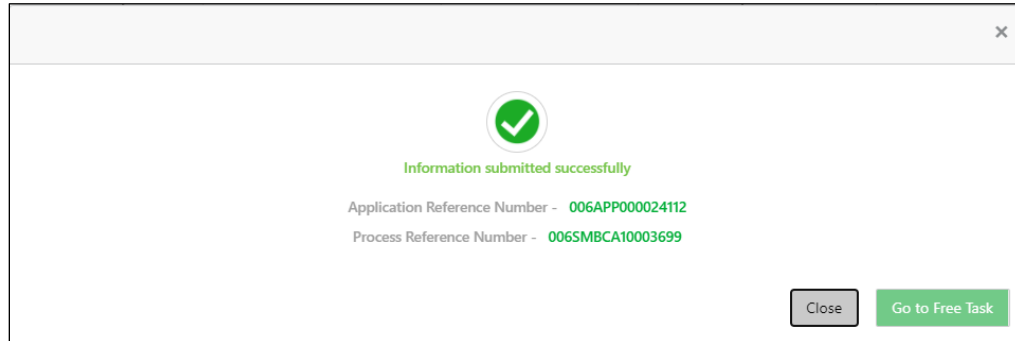 ×
Information submitted successfully
Application Reference Number - 006APP000024112
Process Reference Number - 006SMBCA10003699
Close
Go to Free Task